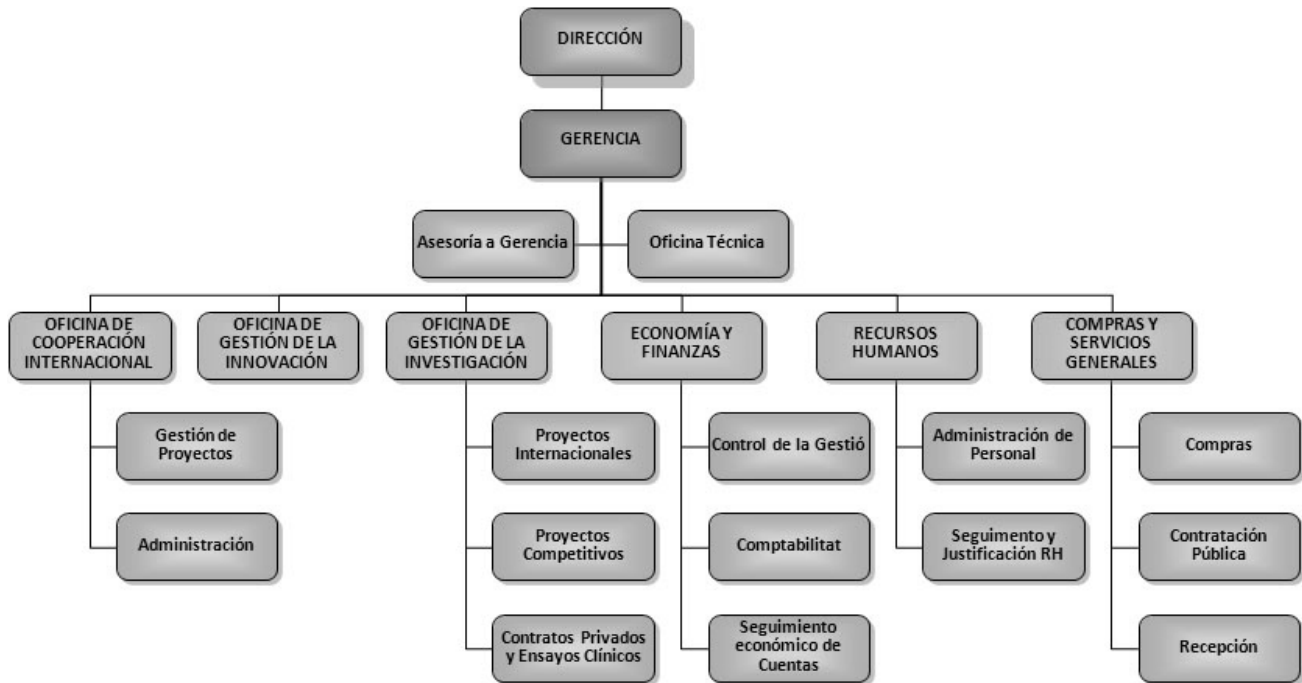 DIRECCIÓN
GERENCIA
Asesoría a Gerencia
Oficina Técnica
OFICINA DE
COOPERACIÓN
INTERNACIONAL
OFICINA DE
GESTIÓN DE LA
INNOVACIÓN
OFICINA DE
GESTIÓN DE LA
INVESTIGACIÓN
ECONOMÍA Y
FINANZAS
RECURSOS
HUMANOS
COMPRAS Y
SERVICIOS
GENERALES
Gestión de
Proyectos
Administración
Proyectos
Internacionales
Proyectos
Competitivos
Contratos Privados
y Ensayos Clínicos
Control de la Gestió
Comptabilitat
Seguimiento
económico de
Cuentas
Administración de
Personal
Seguimento y
Justificación RH
Compras
Contratación
Pública
Recepción